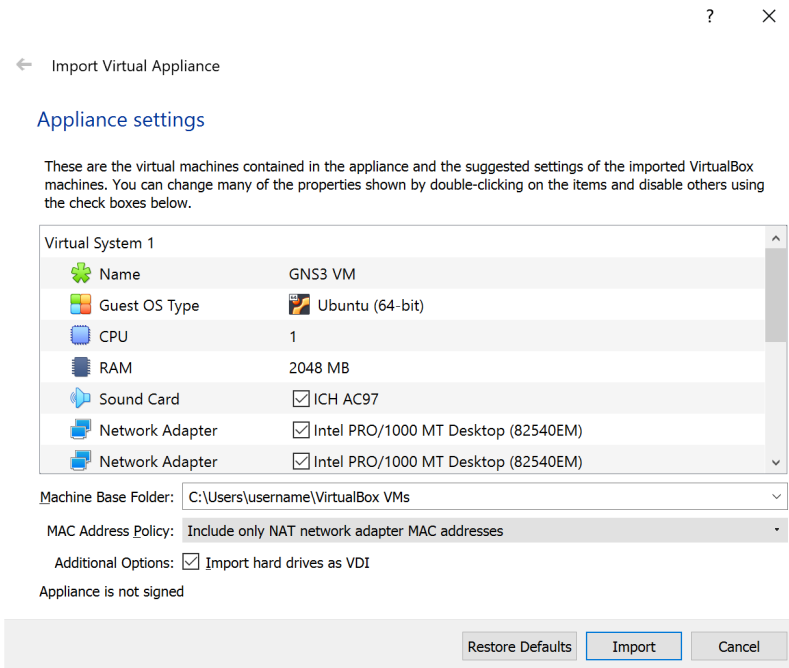 ?
Import Virtual Appliance
Appliance settings
These are the virtual machines contained in the appliance and the suggested settings of the imported VirtualBox
machines. You can change many of the properties shown by double-clicking on the items and disable others using
the check boxes below.
Virtual System 1
Name GNS3 VM
Guest OS Type Ubuntu (64-bit)
CPU 1
RAM 2048 MB
Sound Card ICH AC97
Network Adapter Intel PRO/1000 MT Desktop (82540EM)
Network Adapter Intel PRO/1000 MT Desktop (82540EM)
Machine Base Folder: C:\Users\username\VirtualBox VMs
MAC Address Policy: Include only NAT network adapter MAC addresses
Additional Options: Import hard drives as VDI
Appliance is not signed
Restore Defaults Import Cancel